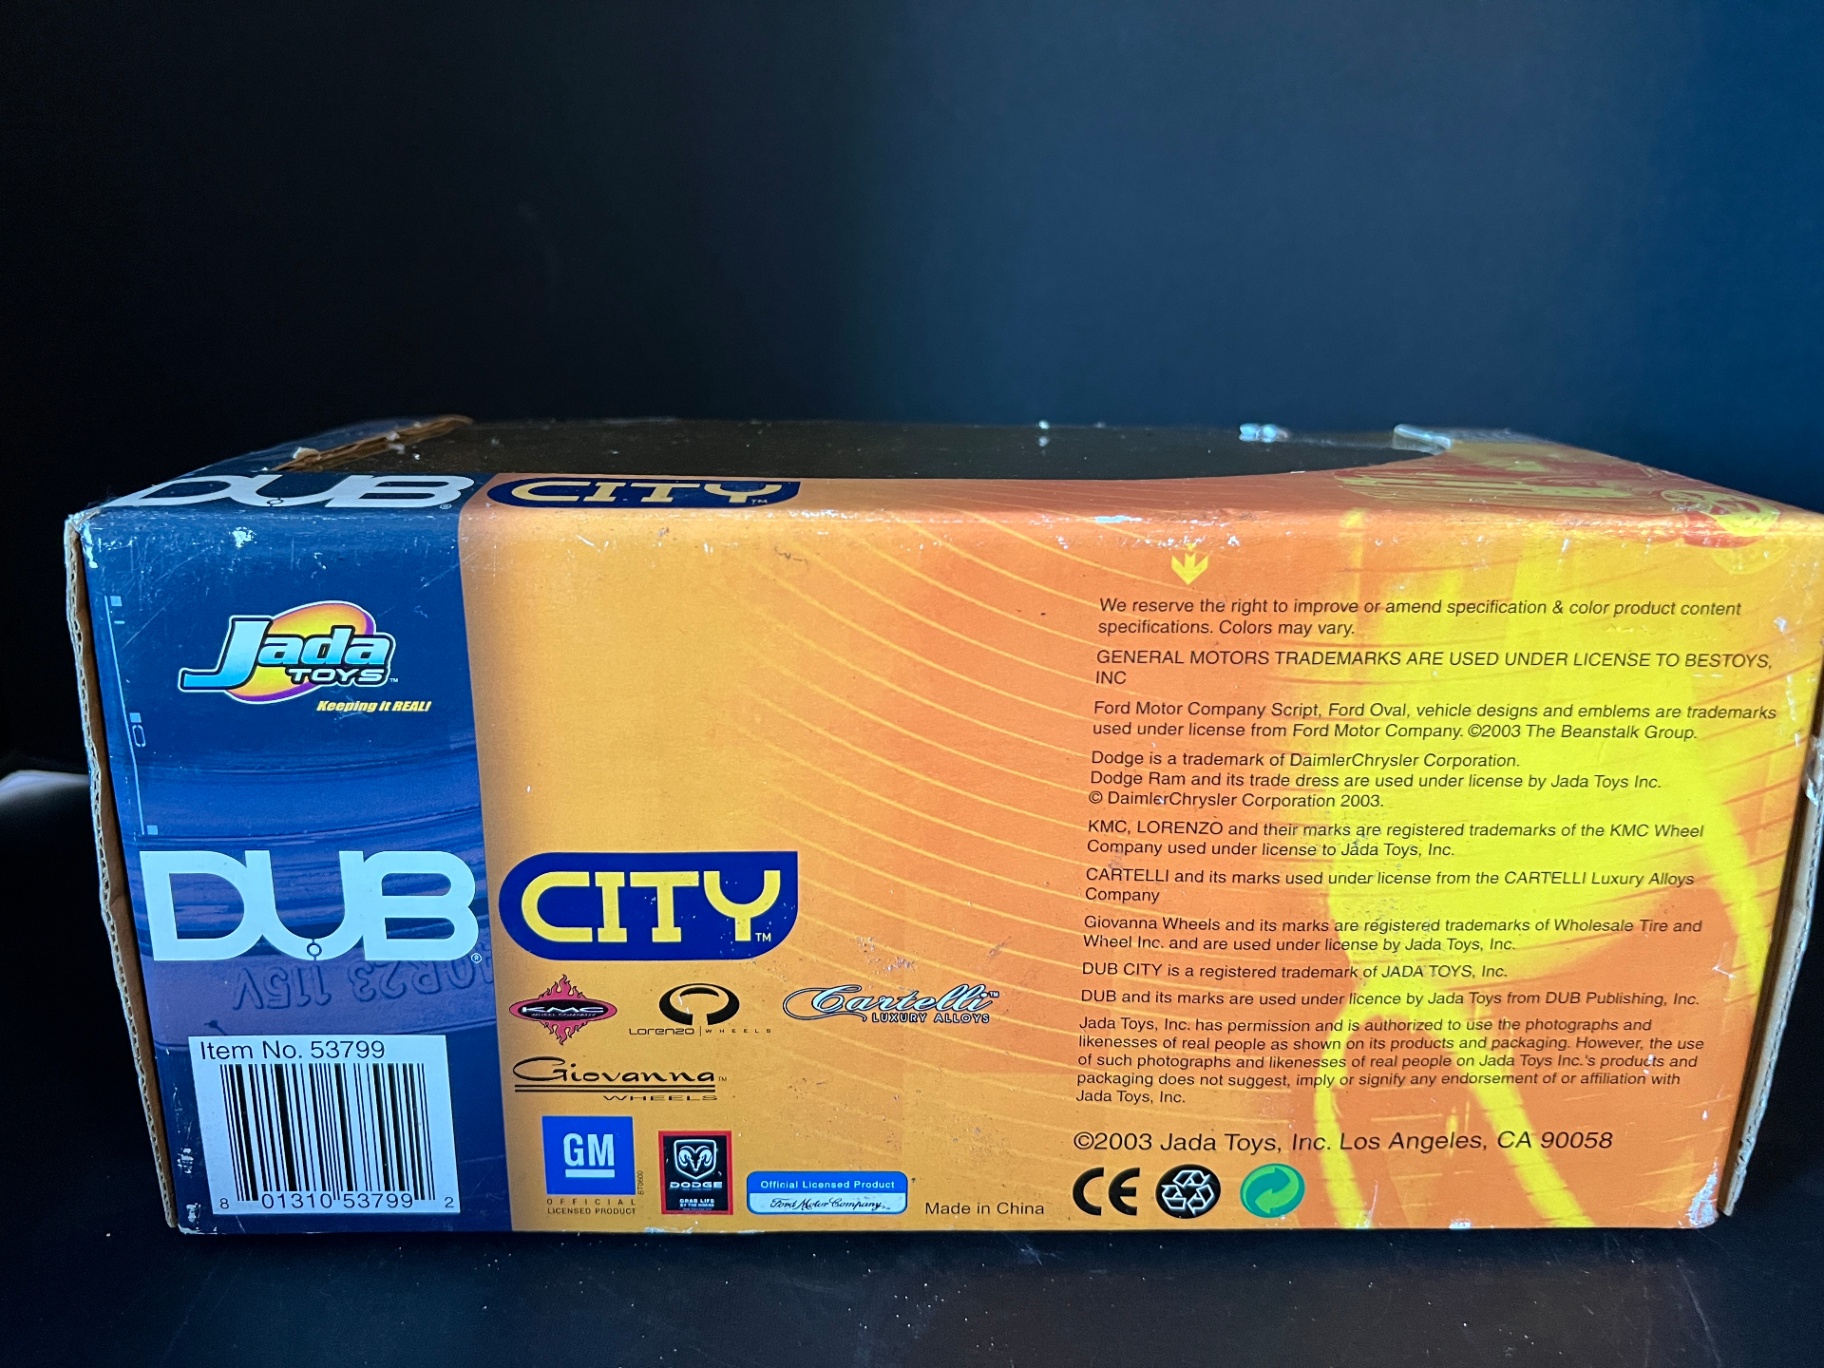 DUB® CITY™
Jada
TOYS™
Keeping it REAL!
DUB® CITY™
10R23 115V
KMC
Lorenzo | WHEELS
Cartelli™
LUXURY ALLOYS
Giovanna™
WHEELS
Item No. 53799
8 01310 53799 2
GM
OFFICIAL
LICENSED PRODUCT
DODGE
GRAB LIFE
BY THE HORNS
Official Licensed Product
Ford Motor Company
Made in China
We reserve the right to improve or amend specification & color product content
specifications. Colors may vary.
GENERAL MOTORS TRADEMARKS ARE USED UNDER LICENSE TO BESTOYS,
INC
Ford Motor Company Script, Ford Oval, vehicle designs and emblems are trademarks
used under license from Ford Motor Company. ©2003 The Beanstalk Group.
Dodge is a trademark of DaimlerChrysler Corporation.
Dodge Ram and its trade dress are used under license by Jada Toys Inc.
© DaimlerChrysler Corporation 2003.
KMC, LORENZO and their marks are registered trademarks of the KMC Wheel
Company used under license to Jada Toys, Inc.
CARTELLI and its marks used under license from the CARTELLI Luxury Alloys
Company
Giovanna Wheels and its marks are registered trademarks of Wholesale Tire and
Wheel Inc. and are used under license by Jada Toys, Inc.
DUB CITY is a registered trademark of JADA TOYS, Inc.
DUB and its marks are used under licence by Jada Toys from DUB Publishing, Inc.
Jada Toys, Inc. has permission and is authorized to use the photographs and
likenesses of real people as shown on its products and packaging. However, the use
of such photographs and likenesses of real people on Jada Toys Inc.'s products and
packaging does not suggest, imply or signify any endorsement of or affiliation with
Jada Toys, Inc.
©2003 Jada Toys, Inc. Los Angeles, CA 90058
CE